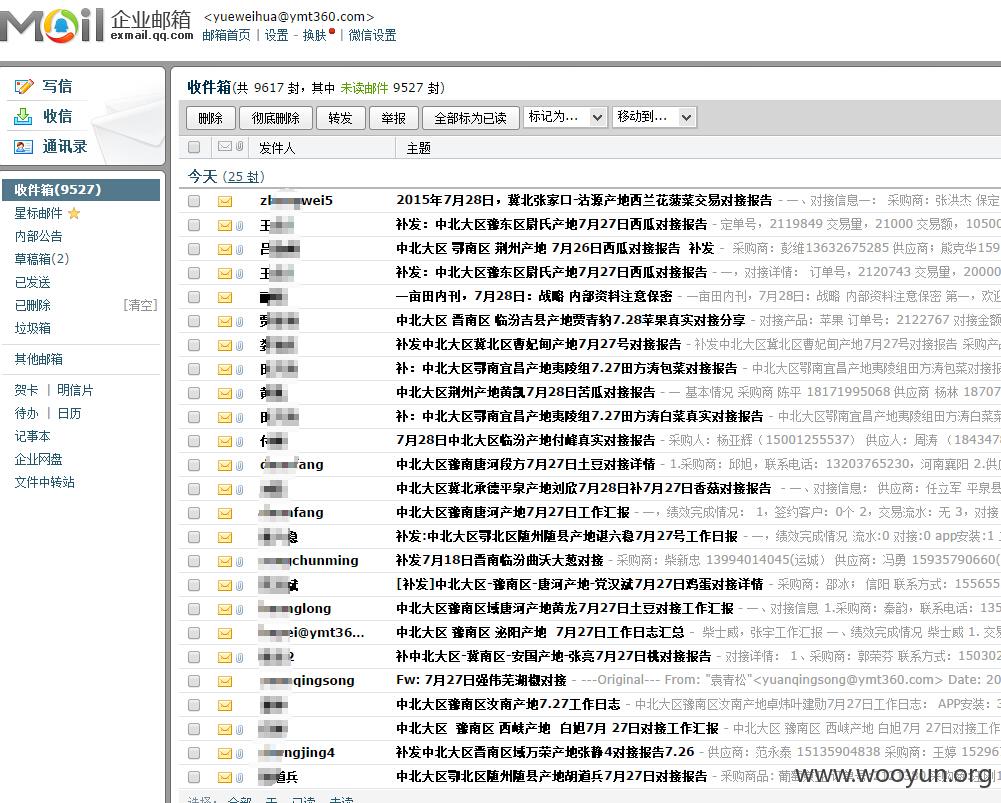 Mail 企业邮箱 <yueweihua@ymt360.com>
exmail.qq.com 邮箱首页 | 设置 - 换肤 | 微信设置
写信
收信
通讯录
收件箱(9527)
星标邮件
内部公告
草稿箱(2)
已发送
已删除 [清空]
垃圾箱
其他邮箱
贺卡 | 明信片
待办 | 日历
记事本
企业网盘
文件中转站
收件箱(共 9617 封，其中 未读邮件 9527 封)
删除 彻底删除 转发 举报 全部标为已读 标记为... 移动到...
发件人 主题
今天 (25 封)
wei5 2015年7月28日，冀北张家口-沽源产地西兰花菠菜交易对接报告 - 一、对接信息一： 采购商：张洪杰 保定
王 补发：中北大区豫东区尉氏产地7月27日西瓜对接报告 - 定单号，2119849 交易量，21000 交易额，10500
吕 中北大区 鄂南区 荆州产地 7月26日西瓜对接报告 补发 - 采购商：彭维13632675285 供应商；熊克华159
王 补发：中北大区豫东区尉氏产地7月27日西瓜对接报告 - 一，对接详情： 订单号，2120743 交易量，20000
一亩田内刊，7月28日：战略 内部资料注意保密 - 一亩田内刊，7月28日：战略 内部资料注意保密 第一，欢迎
贾 中北大区 晋南区 临汾吉县产地贾青豹7.28苹果真实对接分享 - 对接产品：苹果 订单号：2122767 对接金额
补发中北大区冀北区曹妃甸产地7月27号对接报告 - 补发中北大区冀北区曹妃甸产地7月27号对接报告 采购产品
田 补：中北大区鄂南宜昌产地夷陵组7.27田方涛包菜对接报告 - 中北大区鄂南宜昌产地夷陵组7.27田方涛包菜对接报
黄 中北大区荆州产地黄凯7月28日苦瓜对接报告 - 一 基本情况 采购商 陈平 18171995068 供应商 杨林 18707
田 补：中北大区鄂南宜昌产地夷陵组7.27田方涛白菜真实对接报告 - 中北大区鄂南宜昌产地夷陵组田方涛白菜
付 7月28日中北大区临汾产地付峰真实对接报告 - 采购人：杨亚辉（15001255537） 供应人：周涛（184347
fang 中北大区豫南唐河段方7月27日土豆对接详情 - 1.采购商：邱旭，联系电话：13203765230，河南襄阳 2.供应
中北大区冀北承德平泉产地刘欣7月28日补7月27日香菇对接报告 - 一、对接信息： 供应商：任立军 平泉县
fang 中北大区豫南唐河产地7月27日工作汇报 - 一，绩效完成情况： 1，签约客户：0个 2，交易流水：无 3，对接
稳 补发:中北大区鄂北区随州随县产地谌六稳7月27号工作日报 - 一，绩效完成情况 流水:0 对接:0 app安装:1
gchunming 补发7月18日晋南临汾曲沃大葱对接 - 采购商：柴新忠 13994014045(运城） 供应商：冯勇 15935790660(
斌 [补发]中北大区-豫南区-唐河产地-党汉斌7月27日鸡蛋对接详情 - 采购商：邵冰；信阳 联系方式：155655
nglong 中北大区豫南区域唐河产地黄龙7月27日土豆对接工作汇报 - 一、对接信息 1.采购商：秦韵，联系电话：135
ei@ymt36... 中北大区 豫南区 泌阳产地 7月27日工作日志汇总 - 柴士威，张宇工作汇报 一、绩效完成情况 柴士威 1. 交易
2 补中北大区-冀南区-安国产地-张亮7月27日桃对接报告 - 对接详情： 1、采购商：郭荣芬 联系方式：150302
qingsong Fw: 7月27日强伟芜湖椒对接 - ---Original--- From: "袁青松"<yuanqingsong@ymt360.com> Date: 20
中北大区豫南区汝南产地7.27工作日志 - 中北大区豫南区汝南产地卓炜叶建勋7月27日工作日志： APP安装：
中北大区 豫南区 西峡产地 白旭7月 27日对接工作汇报 - 中北大区 豫南区 西峡产地 白旭7月 27日对接工作
ngjing4 补发中北大区晋南区域万荣产地张静4对接报告7.26 - 供应商：范永泰 15135904838 采购商：王婷 15296
道兵 中北大区鄂北区随州随县产地胡道兵7月27日对接报告 - 采购商品：葡萄
www.wooyun.org
选择： 全部 无 已读 未读